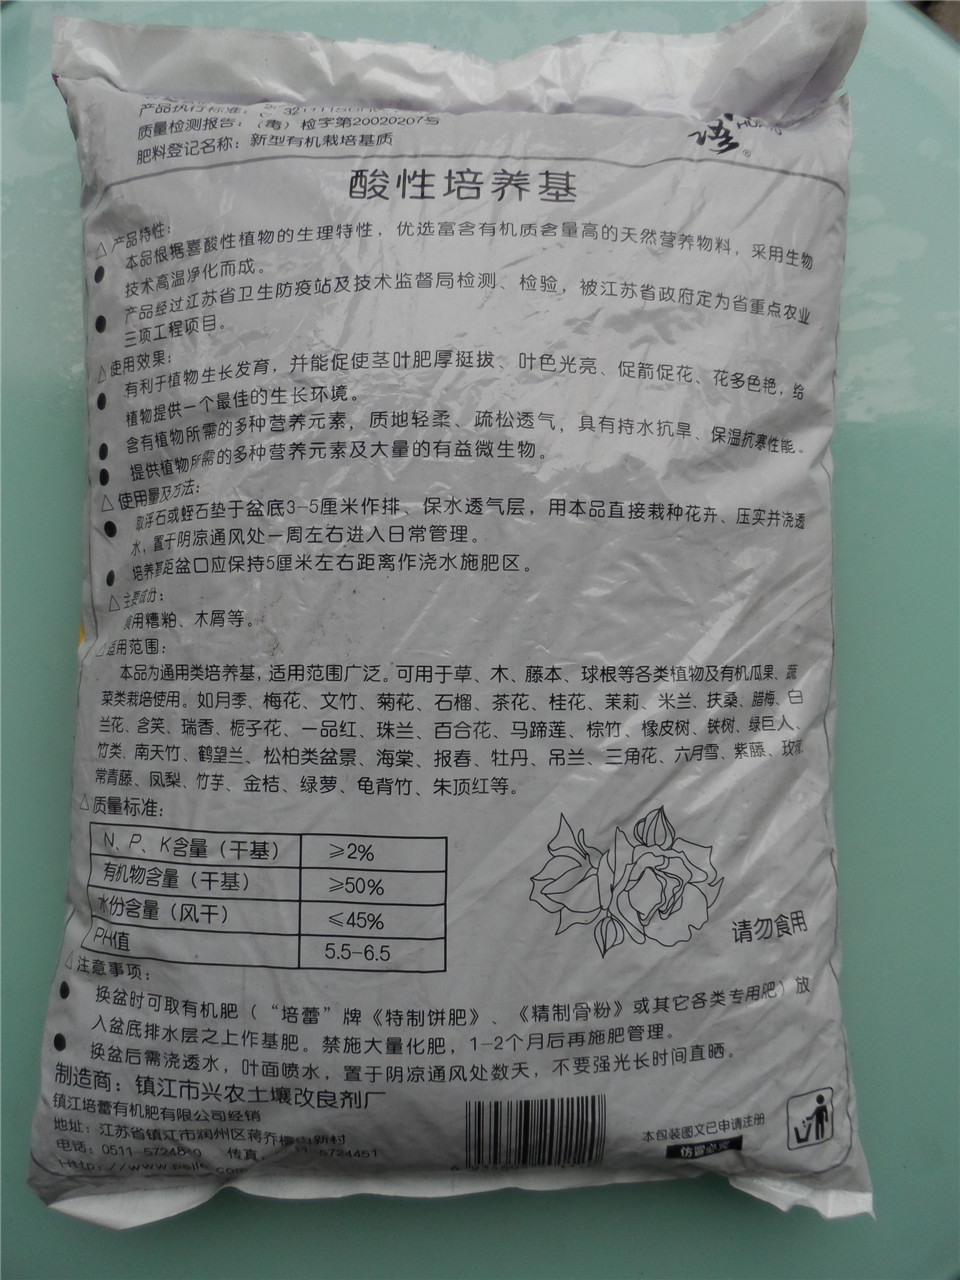 产品执行标准:
质量检测报告:(毒)检字第20020207号
肥料登记名称:新型有机栽培基质
酸性培养基
△产品特性:
● 本品根据喜酸性植物的生理特性,优选富含有机质含量高的天然营养物料,采用生物
技术高温净化而成。
● 产品经过江苏省卫生防疫站及技术监督局检测、检验,被江苏省政府定为省重点农业
三项工程项目。
△使用效果:
● 有利于植物生长发育,并能促使茎叶肥厚挺拔、叶色光亮、促箭促花、花多色艳,给
植物提供一个最佳的生长环境。
● 含有植物所需的多种营养元素,质地轻柔、疏松透气,具有持水抗旱、保温抗寒性能。
● 提供植物所需的多种营养元素及大量的有益微生物。
△使用量及方法:
● 取浮石或蛭石垫于盆底3-5厘米作排、保水透气层,用本品直接栽种花卉、压实并浇透
水,置于阴凉通风处一周左右进入日常管理。
● 培养基距盆口应保持5厘米左右距离作浇水施肥区。
△主要成份:
食用糟粕、木屑等。
△适用范围:
本品为通用类培养基,适用范围广泛。可用于草、木、藤本、球根等各类植物及有机瓜果、蔬
菜类栽培使用。如月季、梅花、文竹、菊花、石榴、茶花、桂花、茉莉、米兰、扶桑、腊梅、白
兰花、含笑、瑞香、栀子花、一品红、珠兰、百合花、马蹄莲、棕竹、橡皮树、铁树、绿巨人、
竹类、南天竹、鹤望兰、松柏类盆景、海棠、报春、牡丹、吊兰、三角花、六月雪、紫藤、玫瑰、
常青藤、凤梨、竹芋、金桔、绿萝、龟背竹、朱顶红等。
△质量标准:
N、P、K含量(干基) ≥2%
有机物含量(干基) ≥50%
水份含量(风干) ≤45%
PH值 5.5-6.5
请勿食用
△注意事项:
● 换盆时可取有机肥(“培蕾”牌《特制饼肥》、《精制骨粉》或其它各类专用肥)放
入盆底排水层之上作基肥。禁施大量化肥,1-2个月后再施肥管理。
● 换盆后需浇透水,叶面喷水,置于阴凉通风处数天,不要强光长时间直晒。
制造商:镇江市兴农土壤改良剂厂
镇江培蕾有机肥有限公司经销
地址:江苏省镇江市润州区蒋乔 新村
电话:0511-57248 传真: 5724451
本包装图文已申请注册
仿冒必究